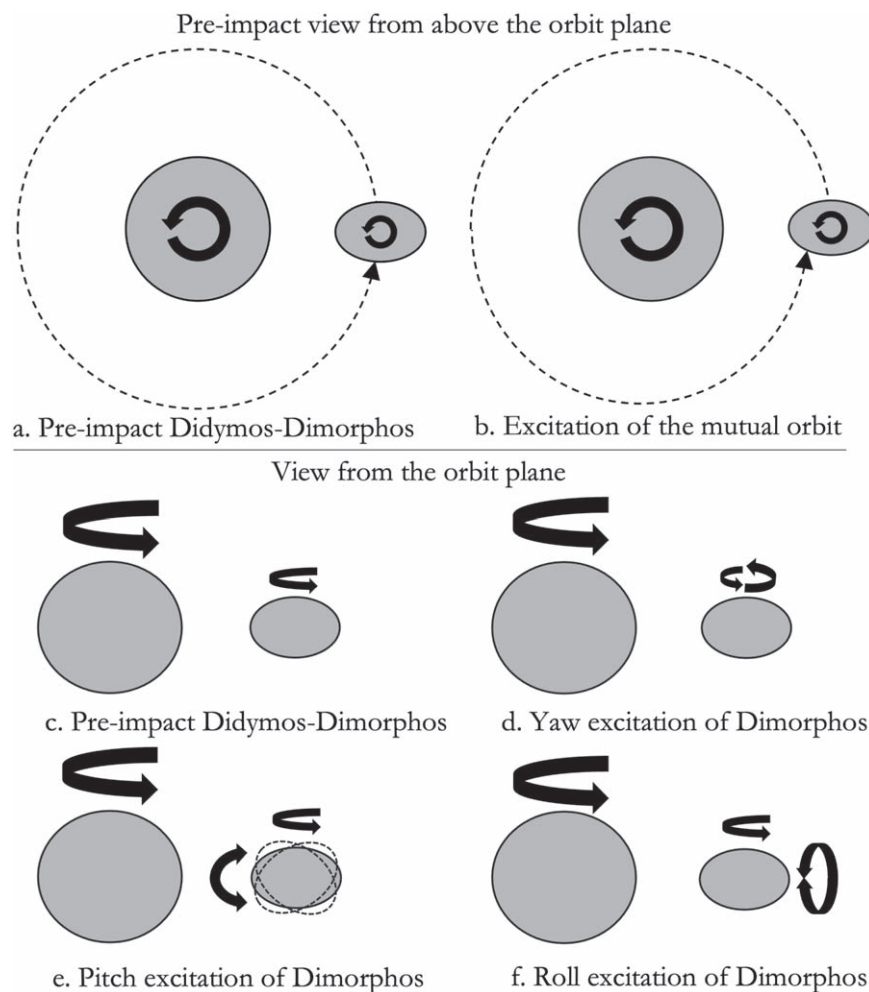 Pre-impact view from above the orbit plane
a. Pre-impact Didymos-Dimorphos
b. Excitation of the mutual orbit
View from the orbit plane
c. Pre-impact Didymos-Dimorphos
d. Yaw excitation of Dimorphos
e. Pitch excitation of Dimorphos
f. Roll excitation of Dimorphos